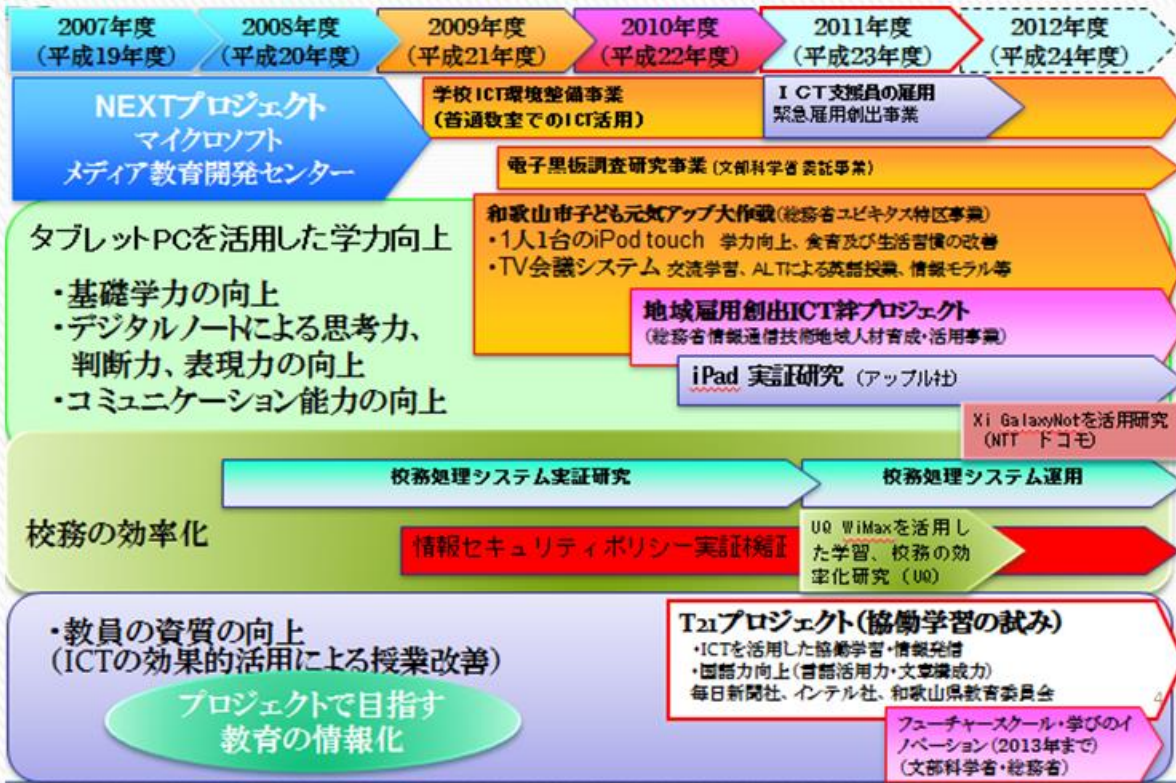 2007年度
(平成19年度)
2008年度
(平成20年度)
2009年度
(平成21年度)
2010年度
(平成22年度)
2011年度
(平成23年度)
2012年度
(平成24年度)
NEXTプロジェクト
マイクロソフト
メディア教育開発センター
学校ICT環境整備事業
(普通教室でのICT活用)
ICT支援員の雇用
緊急雇用創出事業
電子黒板調査研究事業(文部科学省委託事業)
和歌山市子ども元気アップ大作戦(総務省ユビキタス特区事業)
・1人1台のiPod touch 学力向上、食育及び生活習慣の改善
・TV会議システム 交流学習、ALTによる英語授業、情報モラル等
タブレットPCを活用した学力向上
・基礎学力の向上
・デジタルノートによる思考力、
判断力、表現力の向上
・コミュニケーション能力の向上
地域雇用創出ICT絆プロジェクト
(総務省情報通信技術地域人材育成・活用事業)
iPad 実証研究(アップル社)
Xi GalaxyNotを活用研究
(NTT ドコモ)
校務処理システム実証研究
校務処理システム運用
校務の効率化
情報セキュリティポリシー実証検証
UQ WiMaxを活用し
た学習、校務の効
率化研究(UQ)
・教員の資質の向上
(ICTの効果的活用による授業改善)
プロジェクトで目指す
教育の情報化
T21プロジェクト(協働学習の試み)
・ICTを活用した協働学習・情報発信
・国語力向上(言語活用力・文章構成力)
毎日新聞社、インテル社、和歌山県教育委員会
4
フューチャースクール・学びのイ
ノベーション(2013年まで)
(文部科学省・総務省)